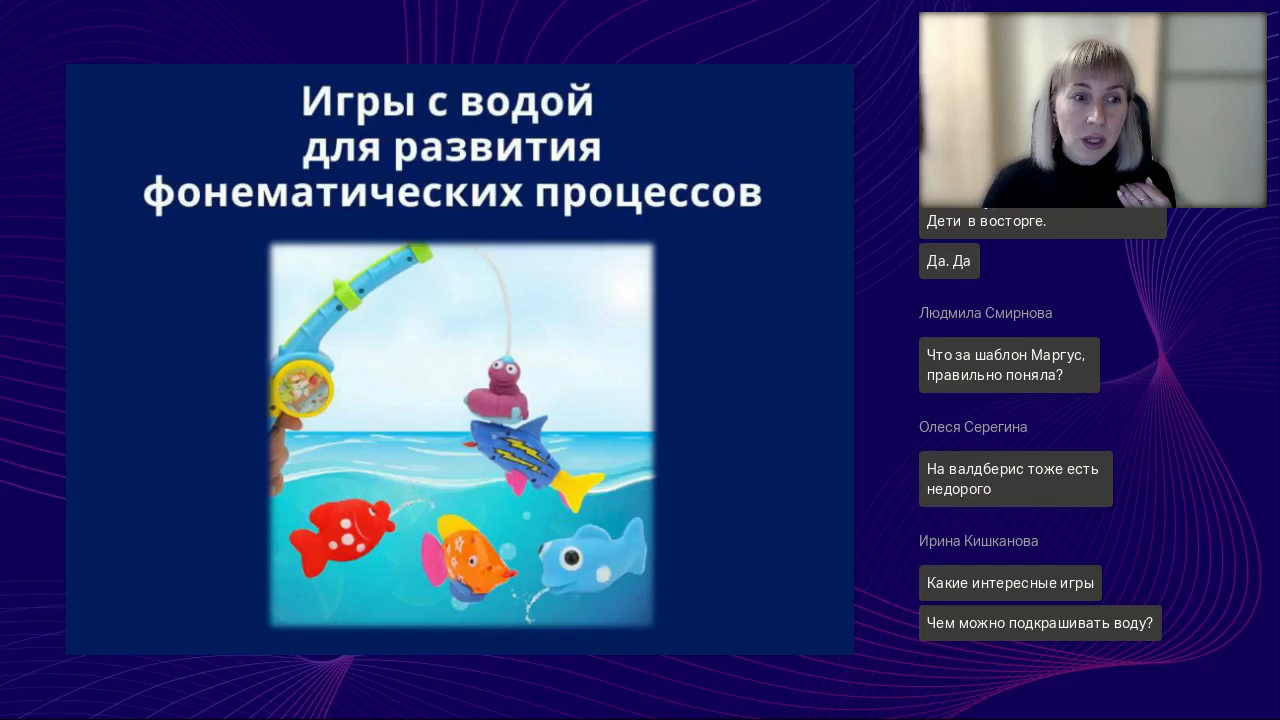 Игры с водой
для развития
фонематических процессов
Дети  в восторге.
Да. Да
Людмила Смирнова
Что за шаблон Маргус,
правильно поняла?
Олеся Серегина
На валдберис тоже есть
недорого
Ирина Кишканова
Какие интересные игры
Чем можно подкрашивать воду?